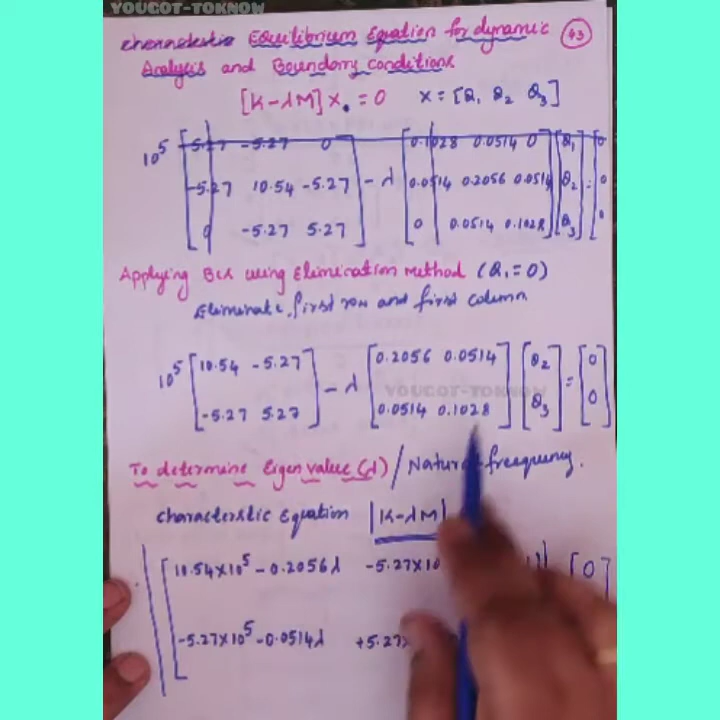 YOUGOT-TOKNOW
Equilibrium Equation for dynamic 43
Analysis and Boundary conditions
[K-λM]x = 0 x = [Q1 Q2 Q3]
10^5 [5.27 -5.27 0] - λ [0.1028 0.0514 0] [Q1] = [0]
[-5.27 10.54 -5.27] [0.0514 0.2056 0.0514] [Q2] [0]
[0 -5.27 5.27] [0 0.0514 0.1028] [Q3] [0]
Applying BCs using Elimination method (Q1=0)
Eliminate first row and first column
10^5 [10.54 -5.27] - λ [0.2056 0.0514] [Q2] = [0]
YOUGOT-TOKNOW
[-5.27 5.27] [0.0514 0.1028] [Q3] [0]
To determine Eigen value (λ) / Natural frequency.
characterstic Equation |K-λM|
10.54×10^5 - 0.2056λ -5.27×10 [0]
-5.27×10^5 - 0.0514λ +5.27×